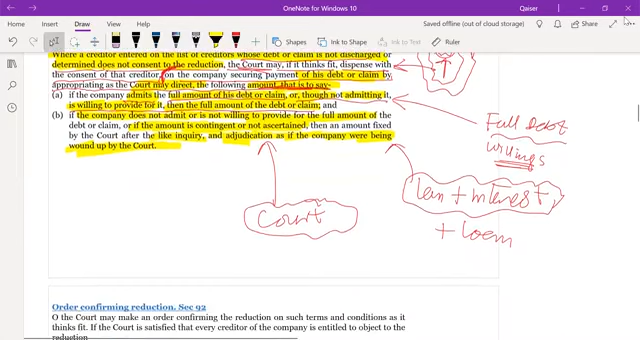 OneNote for Windows 10
Qaiser
Home Insert Draw View Help
Saved offline (out of cloud storage)
Shapes Ink to Shape
Ink to Text
Where a creditor entered on the list of creditors whose debt or claim is not discharged or
determined does not consent to the reduction, the Court may, if it thinks fit, dispense with
the consent of that creditor, on the company securing payment of his debt or claim by
appropriating as the Court may direct, the following amount, that is to say-
(a) if the company admits the full amount of his debt or claim, or, though not admitting it,
is willing to provide for it, then the full amount of the debt or claim; and
(b) if the company does not admit or is not willing to provide for the full amount of the
debt or claim, or if the amount is contingent or not ascertained, then an amount fixed
by the Court after the like inquiry, and adjudication as if the company were being
wound up by the Court.
Full Debt
Court
+ interest
+
Order confirming reduction. Sec 92
O the Court may make an order confirming the reduction on such terms and conditions as it
thinks fit. If the Court is satisfied that every creditor of the company is entitled to object to the
reduction